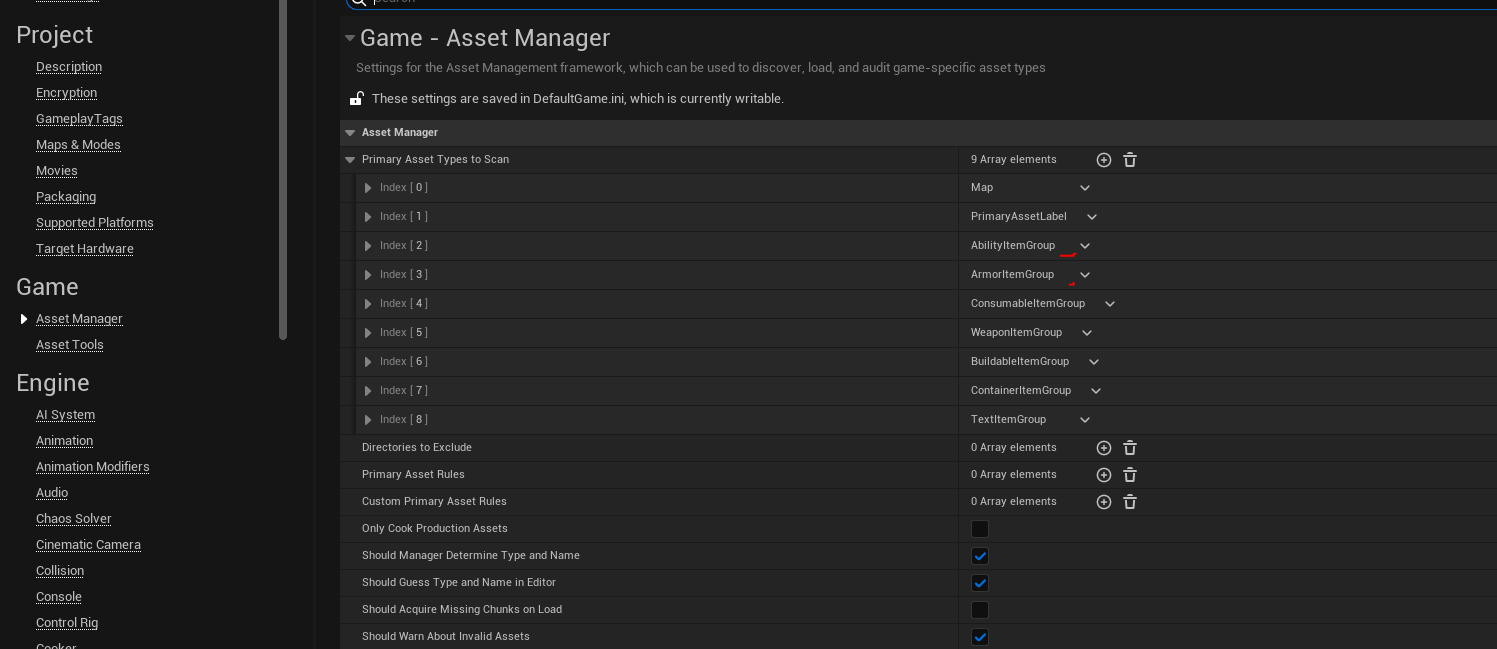 Project
Description
Encryption
GameplayTags
Maps & Modes
Movies
Packaging
Supported Platforms
Target Hardware
Game
Asset Manager
Asset Tools
Engine
AI System
Animation
Animation Modifiers
Audio
Chaos Solver
Cinematic Camera
Collision
Console
Control Rig
Cooker
Search
Game - Asset Manager
Settings for the Asset Management framework, which can be used to discover, load, and audit game-specific asset types
These settings are saved in DefaultGame.ini, which is currently writable.
Asset Manager
Primary Asset Types to Scan 9 Array elements
Index [ 0 ] Map
Index [ 1 ] PrimaryAssetLabel
Index [ 2 ] AbilityItemGroup
Index [ 3 ] ArmorItemGroup
Index [ 4 ] ConsumableItemGroup
Index [ 5 ] WeaponItemGroup
Index [ 6 ] BuildableItemGroup
Index [ 7 ] ContainerItemGroup
Index [ 8 ] TextItemGroup
Directories to Exclude 0 Array elements
Primary Asset Rules 0 Array elements
Custom Primary Asset Rules 0 Array elements
Only Cook Production Assets
Should Manager Determine Type and Name
Should Guess Type and Name in Editor
Should Acquire Missing Chunks on Load
Should Warn About Invalid Assets